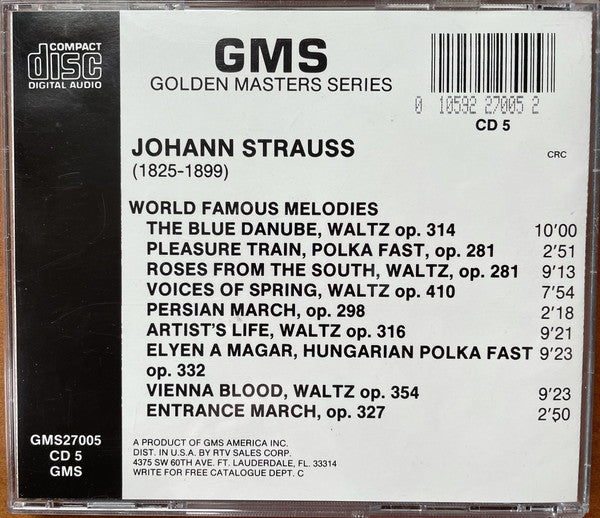 COMPACT
disc
DIGITAL AUDIO
GMS
GOLDEN MASTERS SERIES
0 10592 27005 2
CD 5
JOHANN STRAUSS
CRC
(1825-1899)
WORLD FAMOUS MELODIES
THE BLUE DANUBE, WALTZ op. 314 10'00
PLEASURE TRAIN, POLKA FAST, op. 281 2'51
ROSES FROM THE SOUTH, WALTZ, op. 281 9'13
VOICES OF SPRING, WALTZ op. 410 7'54
PERSIAN MARCH, op. 298 2'18
ARTIST'S LIFE, WALTZ op. 316 9'21
ELYEN A MAGAR, HUNGARIAN POLKA FAST 9'23
op. 332
VIENNA BLOOD, WALTZ op. 354 9'23
ENTRANCE MARCH, op. 327 2'50
GMS27005
CD 5
GMS
A PRODUCT OF GMS AMERICA INC.
DIST. IN U.S.A. BY RTV SALES CORP.
4375 SW 60TH AVE. FT. LAUDERDALE, FL. 33314
WRITE FOR FREE CATALOGUE DEPT. C